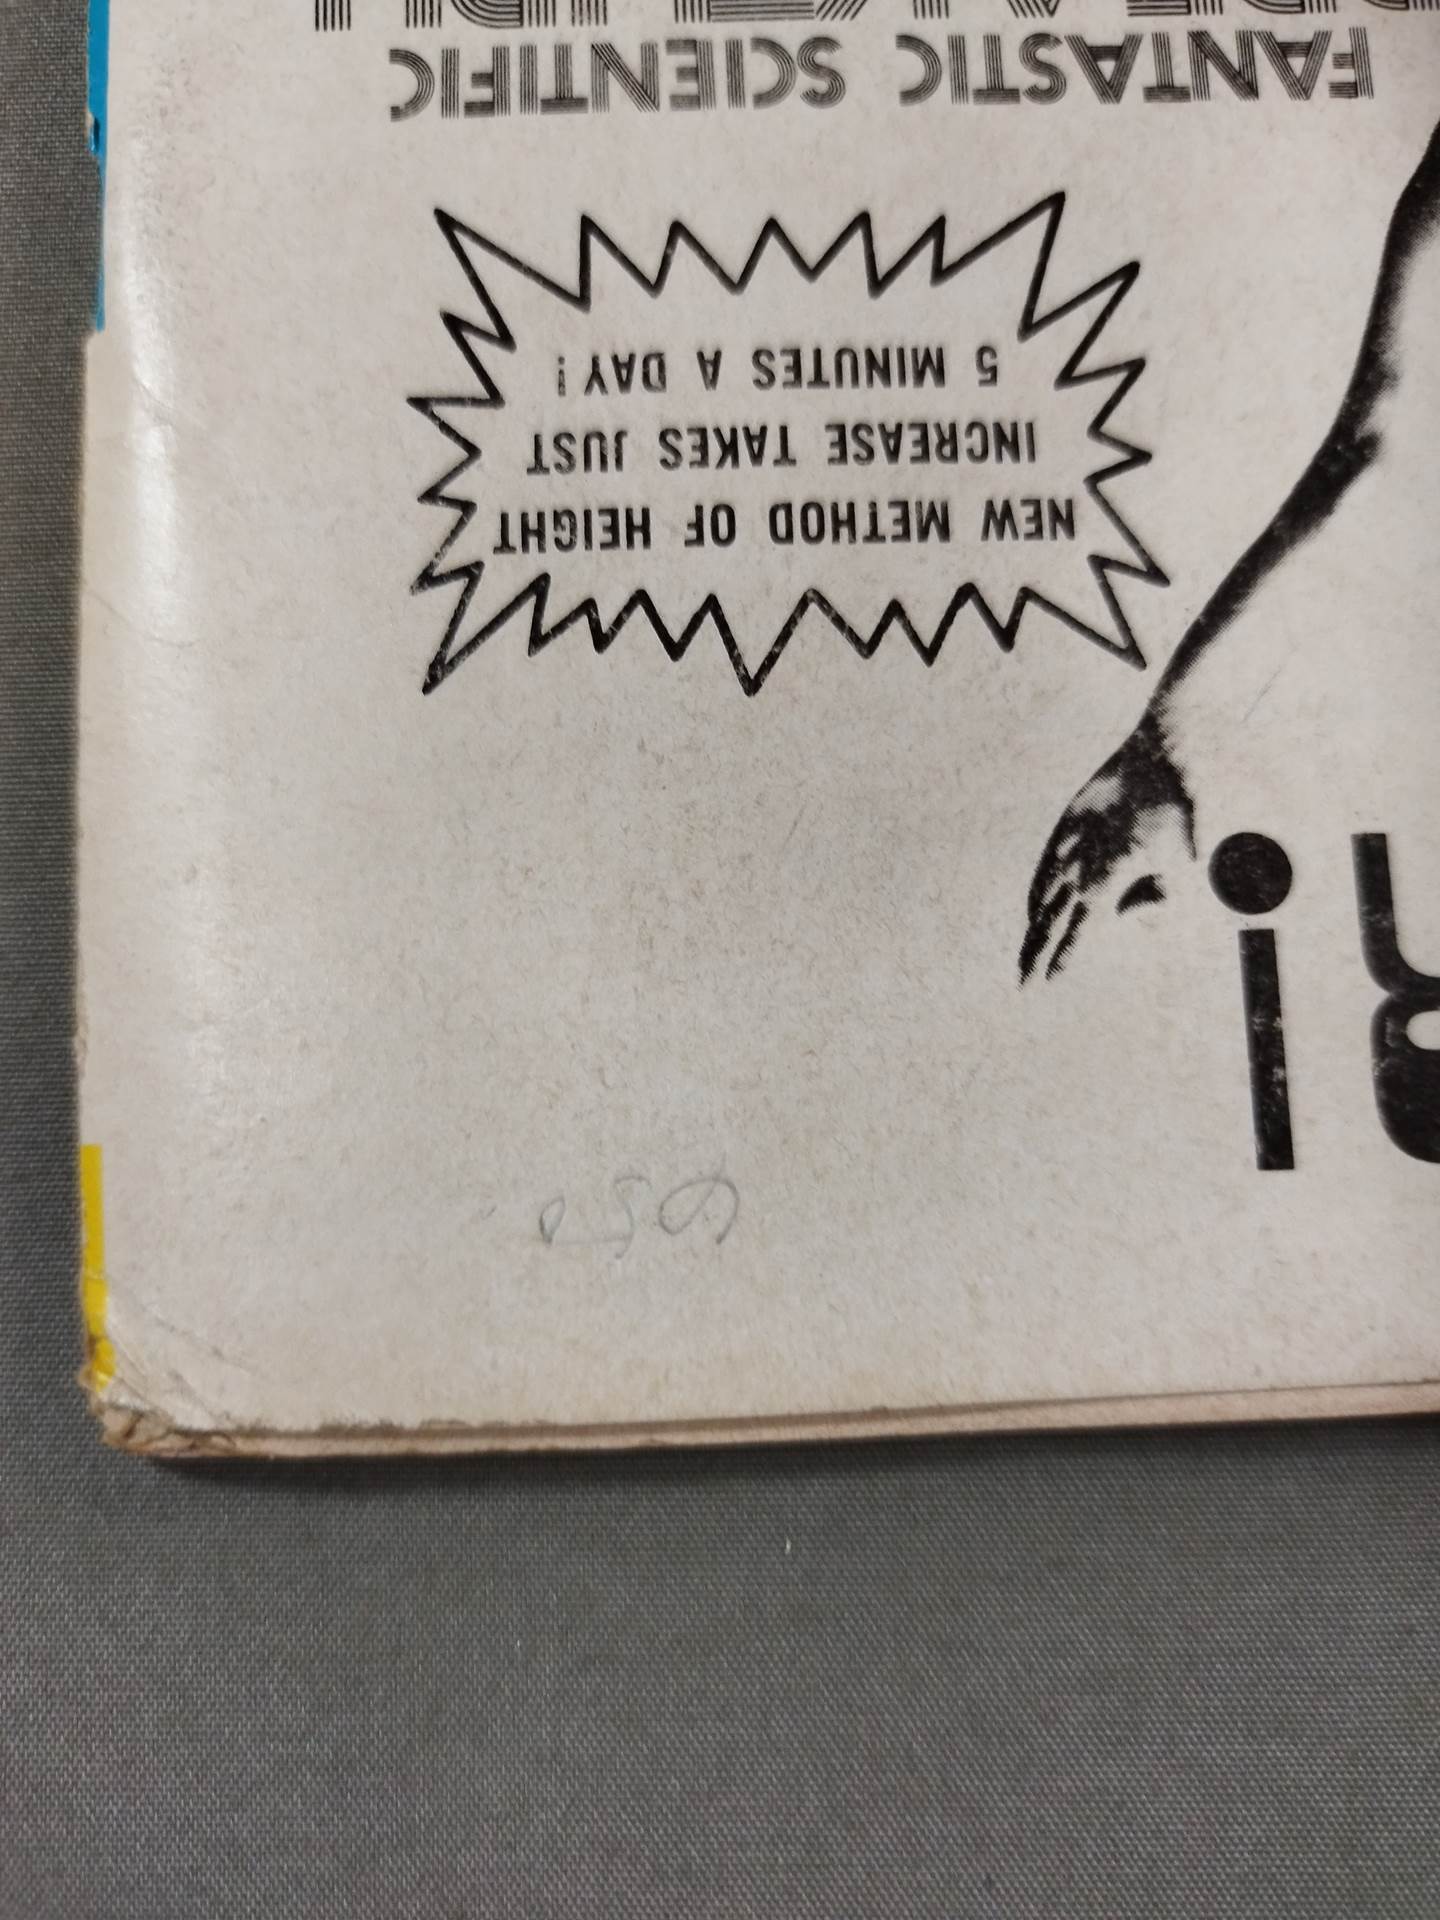 NEW METHOD OF HEIGHT
INCREASE TAKES JUST
5 MINUTES A DAY!
FANTASTIC SCIENTIFIC